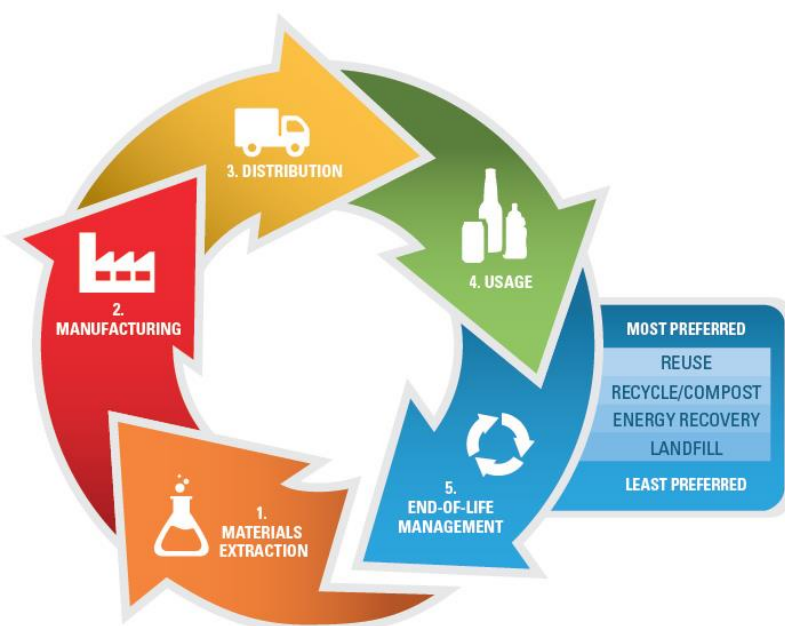 3. DISTRIBUTION
4. USAGE
2.
MANUFACTURING
MOST PREFERRED
REUSE
RECYCLE/COMPOST
ENERGY RECOVERY
LANDFILL
LEAST PREFERRED
5.
END-OF-LIFE
MANAGEMENT
1.
MATERIALS
EXTRACTION